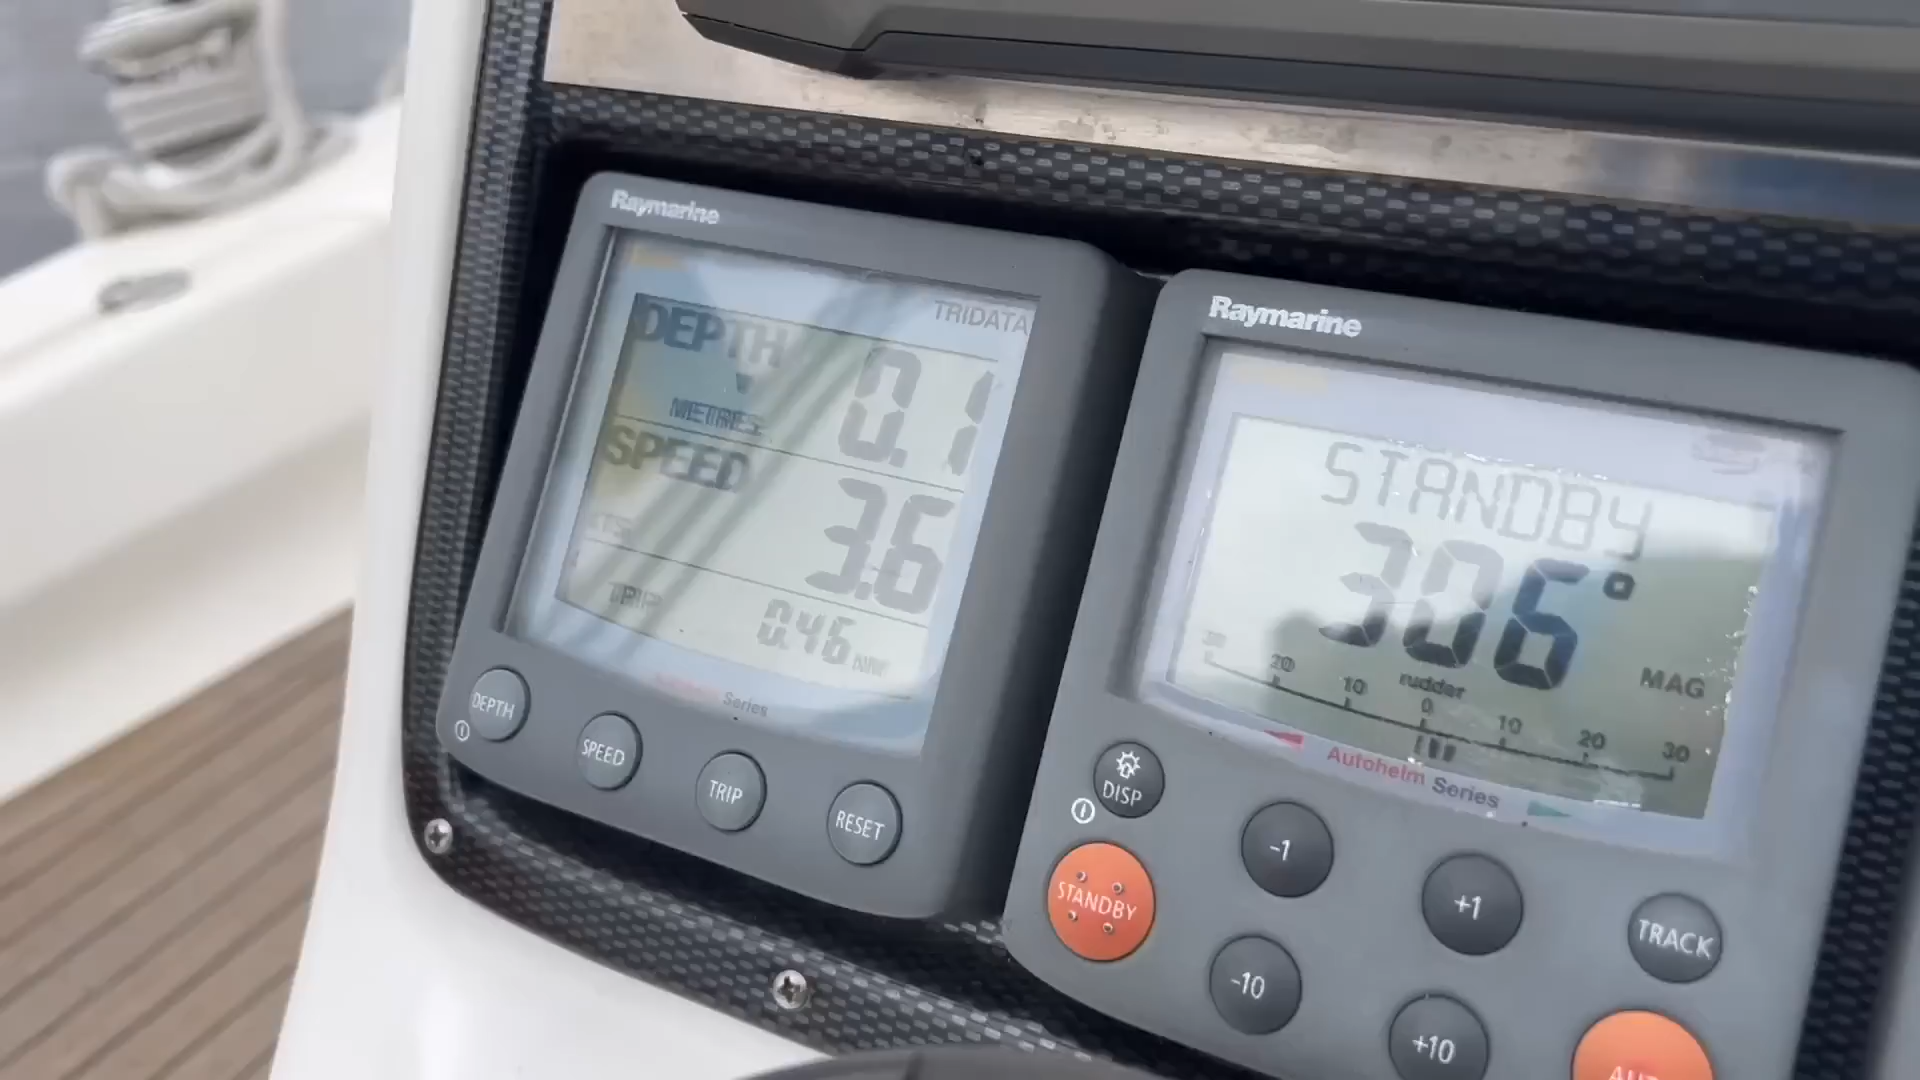 Raymarine
TRIDATA
DEPTH 0.1
METRES
SPEED
3.6
KTS
TRIP 0.46 NM
Series
DEPTH
SPEED
TRIP
RESET
Raymarine
STANDBY
306°
MAG
rudder
30 20 10 0 10 20 30
Autohelm Series
DISP
-1
+1
STANDBY
TRACK
-10
+10